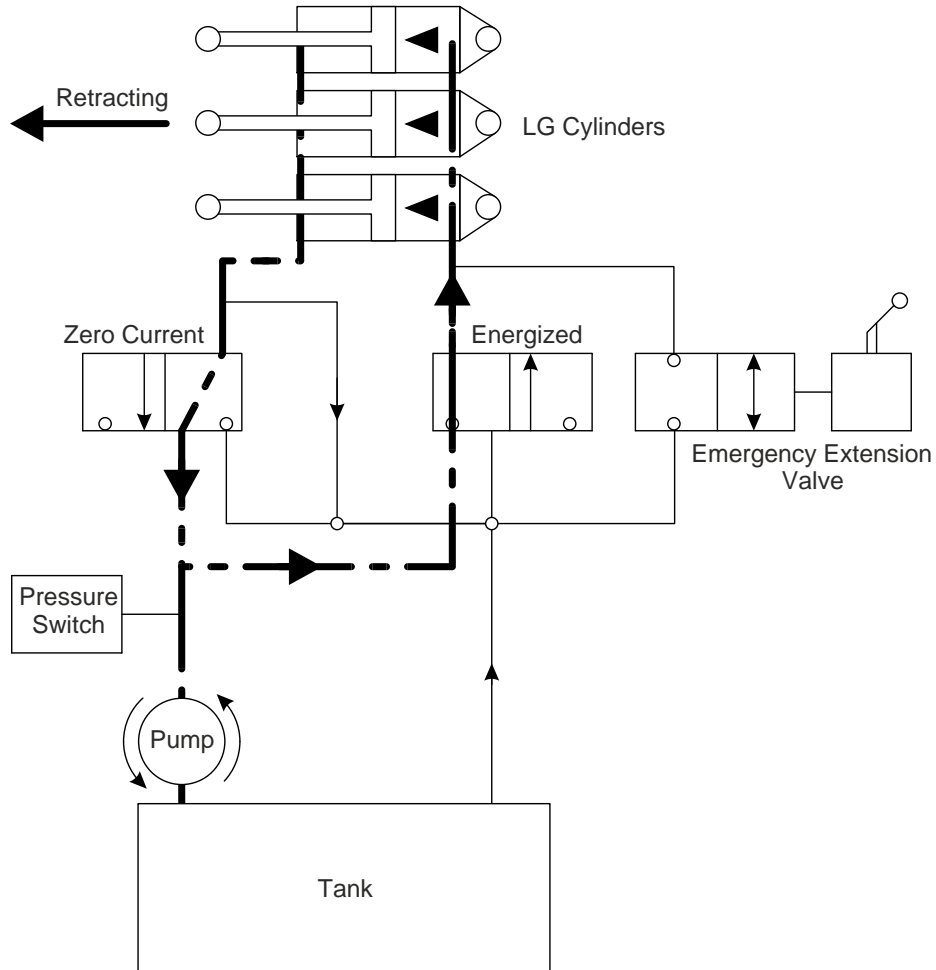 Retracting
LG Cylinders
Zero Current
Energized
Emergency Extension
Valve
Pressure
Switch
Pump
Tank